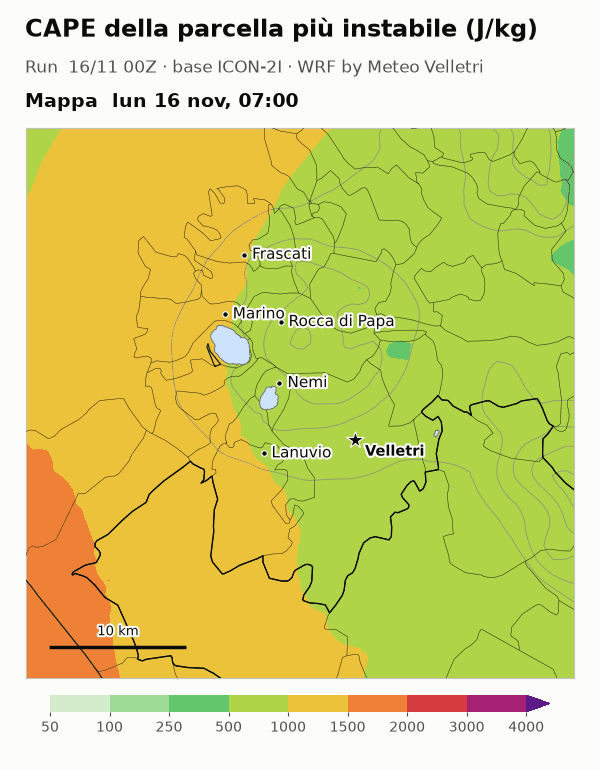 CAPE della parcella più instabile (J/kg)
Run  16/11 00Z · base ICON-2I · WRF by Meteo Velletri
Mappa  lun 16 nov, 07:00
Frascati
Marino
Rocca di Papa
Nemi
Velletri
Lanuvio
10 km
50 100 250 500 1000 1500 2000 3000 4000